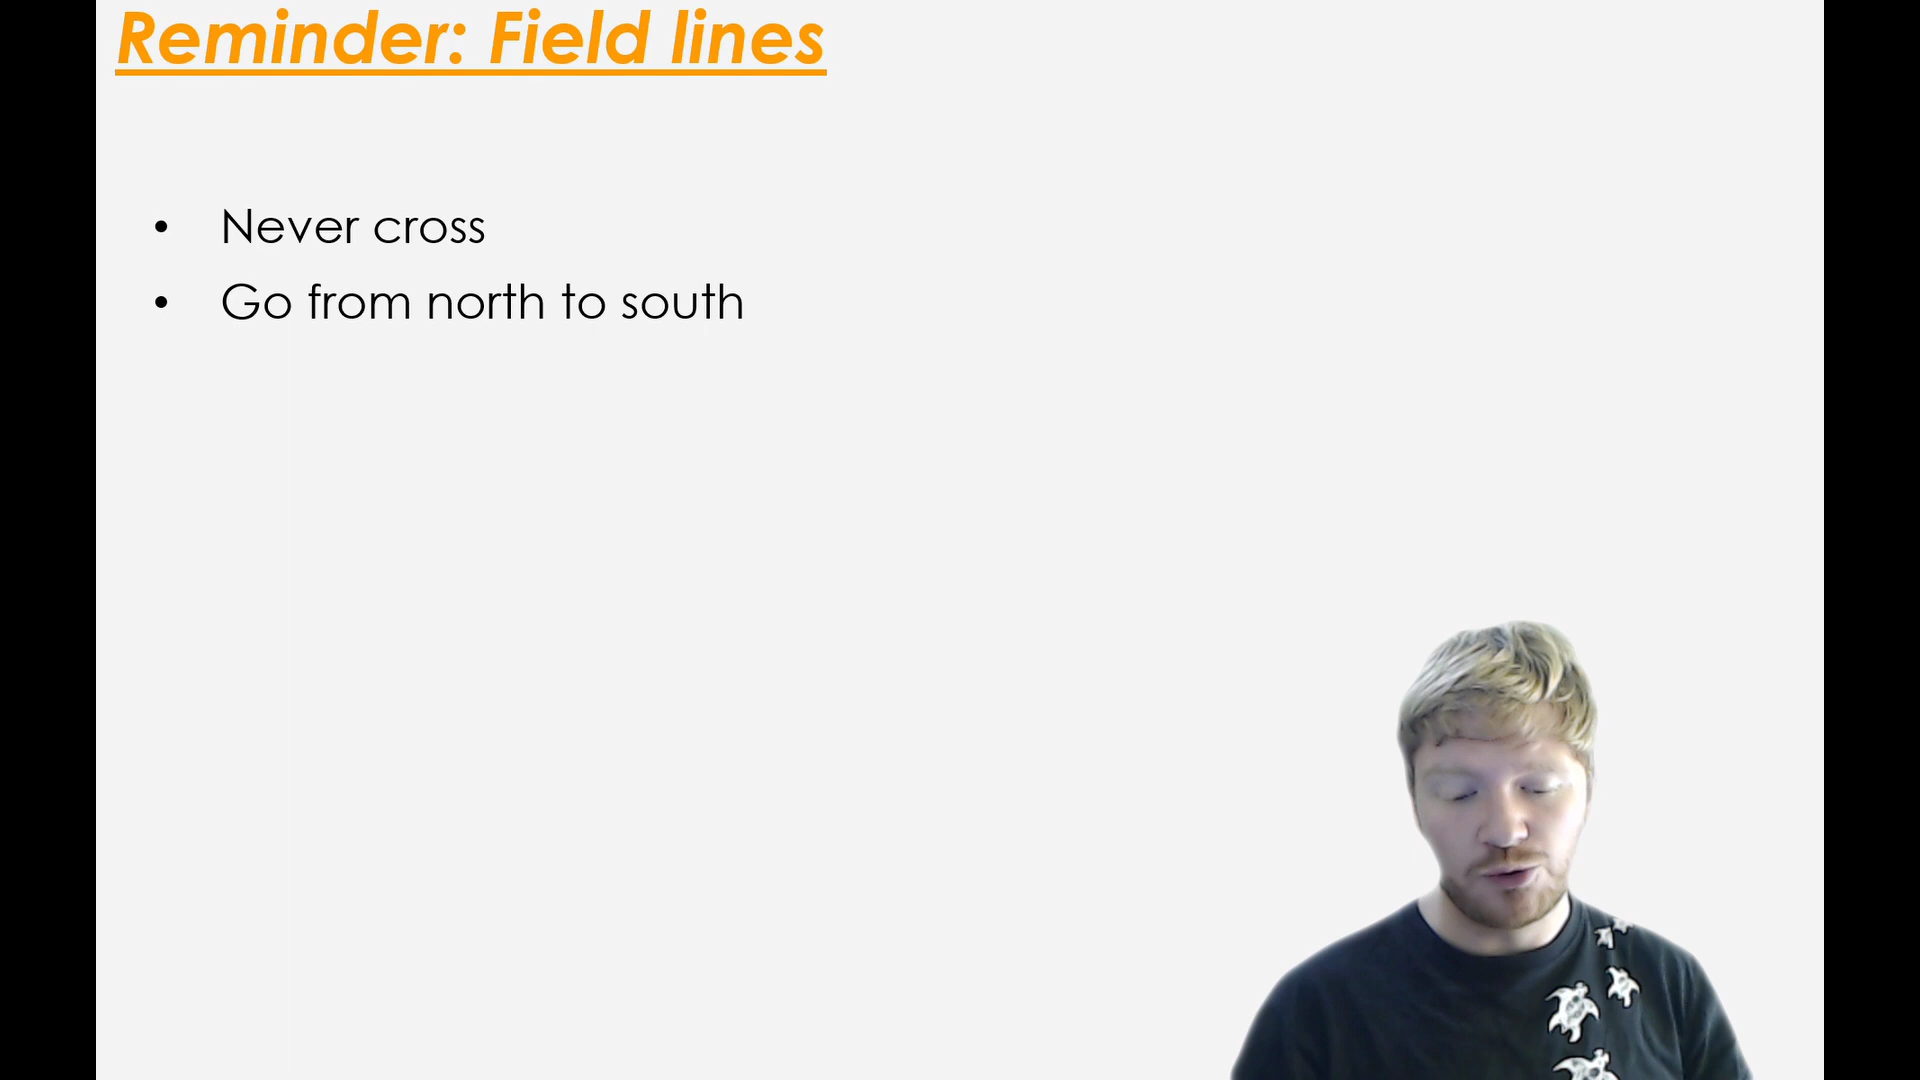 Reminder: Field lines
• Never cross
• Go from north to south